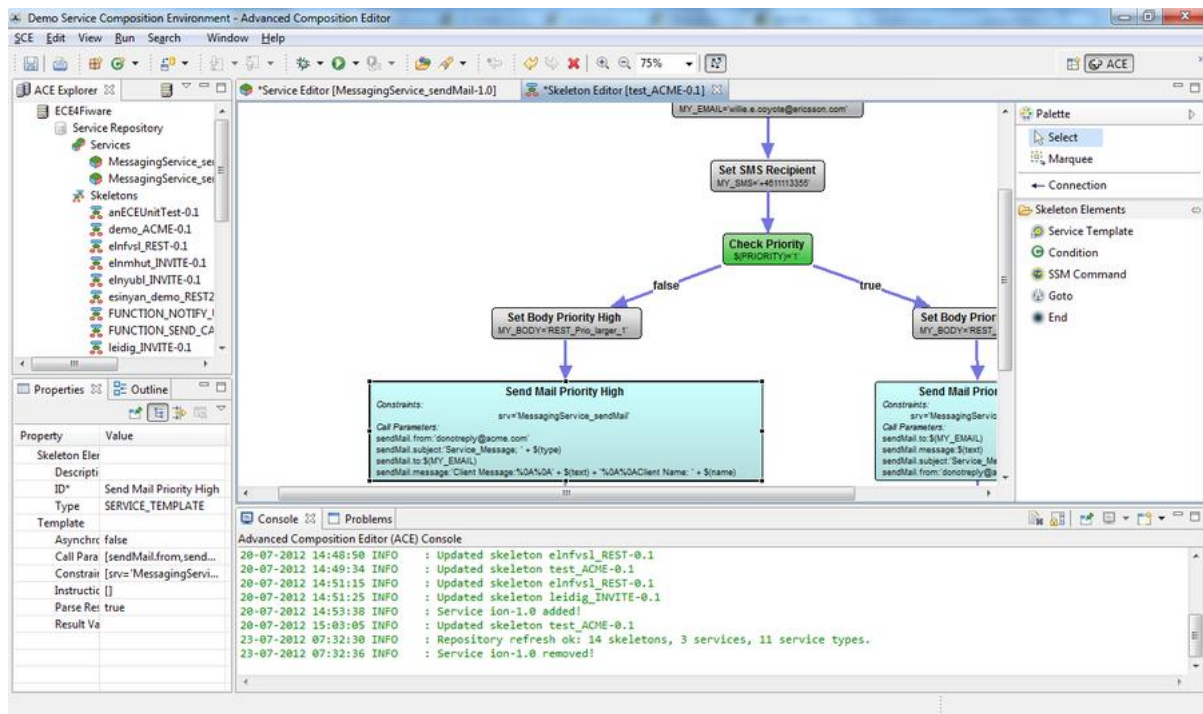 Demo Service Composition Environment - Advanced Composition Editor
SCE Edit View Run Search Window Help
75%
ACE
ACE Explorer
ECE4Fiware
Service Repository
Services
MessagingService_se
MessagingService_se
Skeletons
anECEUnitTest-0.1
demo_ACME-0.1
elnfvsl_REST-0.1
elnmhut_INVITE-0.1
elnyubl_INVITE-0.1
esinyan_demo_REST2
FUNCTION_NOTIFY_
FUNCTION_SEND_CA
leidig_INVITE-0.1
*Service Editor [MessagingService_sendMail-1.0]
*Skeleton Editor [test_ACME-0.1]
MY_EMAIL='willie.e.coyote@ericsson.com'
Set SMS Recipient
MY_SMS='+4611113355'
Check Priority
$(PRIORITY)='1'
false
true
Set Body Priority High
MY_BODY='REST_Prio_larger_1'
Set Body Prior
MY_BODY='REST_
Send Mail Priority High
Constraints:
srv='MessagingService_sendMail'
Call Parameters:
sendMail.from:'donotreply@acme.com'
sendMail.subject:'Service_Message; ' + $(type)
sendMail.to:$(MY_EMAIL)
sendMail.message:'Client Message:%0A%0A' + $(text) + '%0A%0AClient Name: ' + $(name)
Send Mail Prior
Constraints:
srv='MessagingServic
Call Parameters:
sendMail.to:$(MY_EMAIL)
sendMail.message:$(text)
sendMail.subject:'Service_Me
sendMail.from:'donotreply@a
Palette
Select
Marquee
Connection
Skeleton Elements
Service Template
Condition
SSM Command
Goto
End
Properties
Outline
Property Value
Skeleton Eler
Descripti
ID* Send Mail Priority High
Type SERVICE_TEMPLATE
Template
Asynchrc false
Call Para [sendMail.from,send...
Constrair [srv='MessagingServi...
Instructic []
Parse Res true
Result Va
Console
Problems
Advanced Composition Editor (ACE) Console
20-07-2012 14:48:50 INFO : Updated skeleton elnfvsl_REST-0.1
20-07-2012 14:49:34 INFO : Updated skeleton test_ACME-0.1
20-07-2012 14:51:15 INFO : Updated skeleton elnfvsl_REST-0.1
20-07-2012 14:51:25 INFO : Updated skeleton leidig_INVITE-0.1
20-07-2012 14:53:38 INFO : Service ion-1.0 added!
20-07-2012 15:03:05 INFO : Updated skeleton test_ACME-0.1
23-07-2012 07:32:30 INFO : Repository refresh ok: 14 skeletons, 3 services, 11 service types.
23-07-2012 07:32:36 INFO : Service ion-1.0 removed!